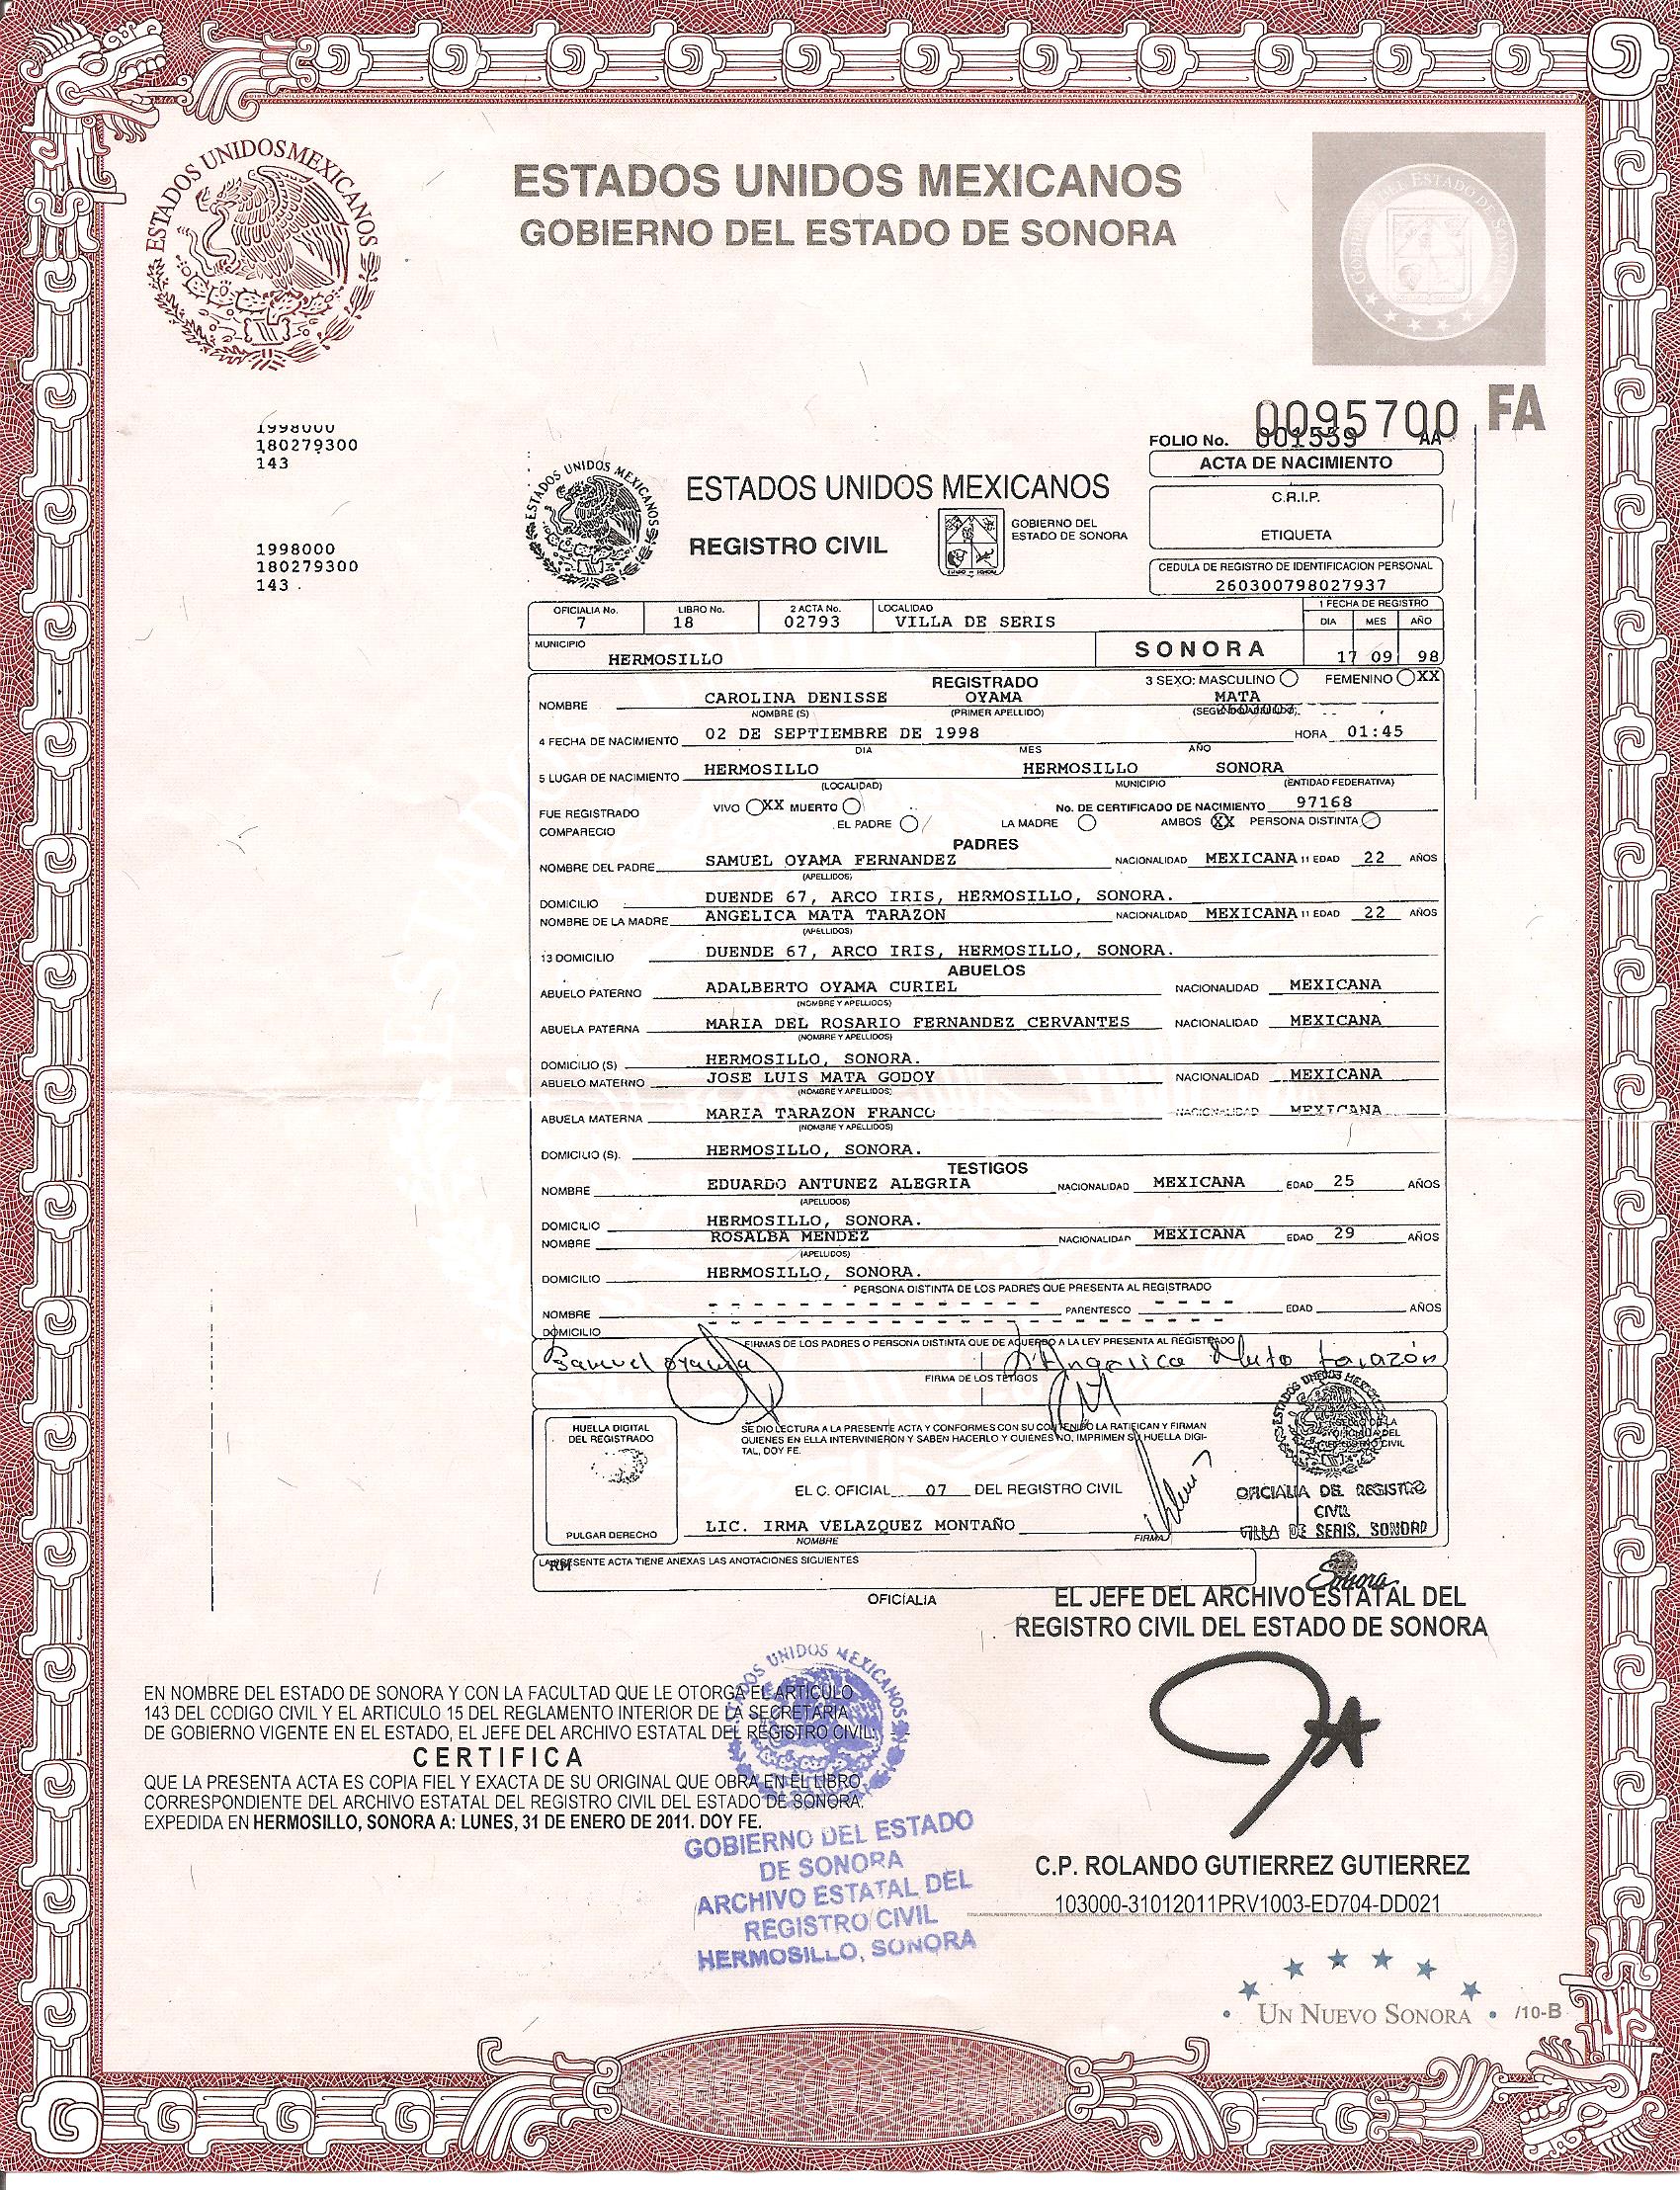 ESTADOS UNIDOS MEXICANOS
ESTADOS UNIDOS MEXICANOS
GOBIERNO DEL ESTADO DE SONORA
0095700 FA
1998000
180279300
143
FOLIO No. 001559 AA
ACTA DE NACIMIENTO
C.R.I.P.
ETIQUETA
ESTADOS UNIDOS MEXICANOS
ESTADOS UNIDOS MEXICANOS
REGISTRO CIVIL
GOBIERNO DEL
ESTADO DE SONORA
1998000
180279300
143
CEDULA DE REGISTRO DE IDENTIFICACION PERSONAL
260300798027937
OFICIALIA No. LIBRO No. 2 ACTA No. LOCALIDAD 1 FECHA DE REGISTRO
7 18 02793 VILLA DE SERIS DIA MES AÑO
MUNICIPIO HERMOSILLO SONORA 17 09 98
REGISTRADO 3 SEXO: MASCULINO FEMENINO XX
NOMBRE CAROLINA DENISSE OYAMA MATA
NOMBRE (S) (PRIMER APELLIDO)
4 FECHA DE NACIMIENTO 02 DE SEPTIEMBRE DE 1998 HORA 01:45
DIA MES AÑO
5 LUGAR DE NACIMIENTO HERMOSILLO HERMOSILLO SONORA
(LOCALIDAD) MUNICIPIO (ENTIDAD FEDERATIVA)
FUE REGISTRADO VIVO XX MUERTO No. DE CERTIFICADO DE NACIMIENTO 97168
COMPARECIO EL PADRE LA MADRE AMBOS XX PERSONA DISTINTA
PADRES
NOMBRE DEL PADRE SAMUEL OYAMA FERNANDEZ NACIONALIDAD MEXICANA 11 EDAD 22 AÑOS
(APELLIDOS)
DOMICILIO DUENDE 67, ARCO IRIS, HERMOSILLO, SONORA.
NOMBRE DE LA MADRE ANGELICA MATA TARAZON NACIONALIDAD MEXICANA 11 EDAD 22 AÑOS
(APELLIDOS)
13 DOMICILIO DUENDE 67, ARCO IRIS, HERMOSILLO, SONORA.
ABUELOS
ABUELO PATERNO ADALBERTO OYAMA CURIEL NACIONALIDAD MEXICANA
(NOMBRE Y APELLIDOS)
ABUELA PATERNA MARIA DEL ROSARIO FERNANDEZ CERVANTES NACIONALIDAD MEXICANA
(NOMBRE Y APELLIDOS)
DOMICILIO (S) HERMOSILLO, SONORA.
ABUELO MATERNO JOSE LUIS MATA GODOY NACIONALIDAD MEXICANA
(NOMBRE Y APELLIDOS)
ABUELA MATERNA MARIA TARAZON FRANCO NACIONALIDAD MEXICANA
(NOMBRE Y APELLIDOS)
DOMICILIO (S). HERMOSILLO, SONORA.
TESTIGOS
NOMBRE EDUARDO ANTUNEZ ALEGRIA NACIONALIDAD MEXICANA EDAD 25 AÑOS
(APELLIDOS)
DOMICILIO HERMOSILLO, SONORA.
NOMBRE ROSALBA MENDEZ NACIONALIDAD MEXICANA EDAD 29 AÑOS
(APELLIDOS)
DOMICILIO HERMOSILLO, SONORA.
PERSONA DISTINTA DE LOS PADRES QUE PRESENTA AL REGISTRADO
NOMBRE PARENTESCO EDAD AÑOS
DOMICILIO
FIRMAS DE LOS PADRES O PERSONA DISTINTA QUE DE ACUERDO A LA LEY PRESENTA AL REGISTRADO
Samuel Oyama Angelica Mata tarazón
FIRMA DE LOS TETIGOS
HUELLA DIGITAL
DEL REGISTRADO
SE DIO LECTURA A LA PRESENTE ACTA Y CONFORMES CON SU CONTENIDO LA RATIFICAN Y FIRMAN
QUIENES EN ELLA INTERVINIERON Y SABEN HACERLO Y QUIENES NO, IMPRIMEN SU HUELLA DIGI-
TAL, DOY FE.
EL C. OFICIAL 07 DEL REGISTRO CIVIL
LIC. IRMA VELAZQUEZ MONTAÑO
PULGAR DERECHO NOMBRE FIRMA
OFICIALIA DEL REGISTRO
CIVIL
VILLA DE SERIS, SONORA
LA PRESENTE ACTA TIENE ANEXAS LAS ANOTACIONES SIGUIENTES
RM
OFICIALIA
Sonora
EL JEFE DEL ARCHIVO ESTATAL DEL
REGISTRO CIVIL DEL ESTADO DE SONORA
ESTADOS UNIDOS MEXICANOS
EN NOMBRE DEL ESTADO DE SONORA Y CON LA FACULTAD QUE LE OTORGA EL ARTICULO
143 DEL CODIGO CIVIL Y EL ARTICULO 15 DEL REGLAMENTO INTERIOR DE LA SECRETARIA
DE GOBIERNO VIGENTE EN EL ESTADO, EL JEFE DEL ARCHIVO ESTATAL DEL REGISTRO CIVIL.
CERTIFICA
QUE LA PRESENTE ACTA ES COPIA FIEL Y EXACTA DE SU ORIGINAL QUE OBRA EN EL LIBRO
CORRESPONDIENTE DEL ARCHIVO ESTATAL DEL REGISTRO CIVIL DEL ESTADO DE SONORA.
EXPEDIDA EN HERMOSILLO, SONORA A: LUNES, 31 DE ENERO DE 2011. DOY FE.
GOBIERNO DEL ESTADO
DE SONORA
ARCHIVO ESTATAL DEL
REGISTRO CIVIL
HERMOSILLO, SONORA
C.P. ROLANDO GUTIERREZ GUTIERREZ
103000-31012011PRV1003-ED704-DD021
UN NUEVO SONORA
/10-B